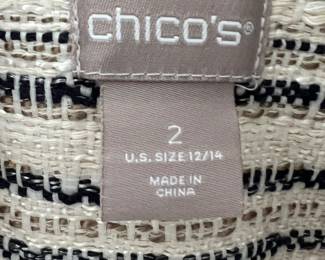 chico's®
2
U.S. SIZE 12/14
MADE IN
CHINA